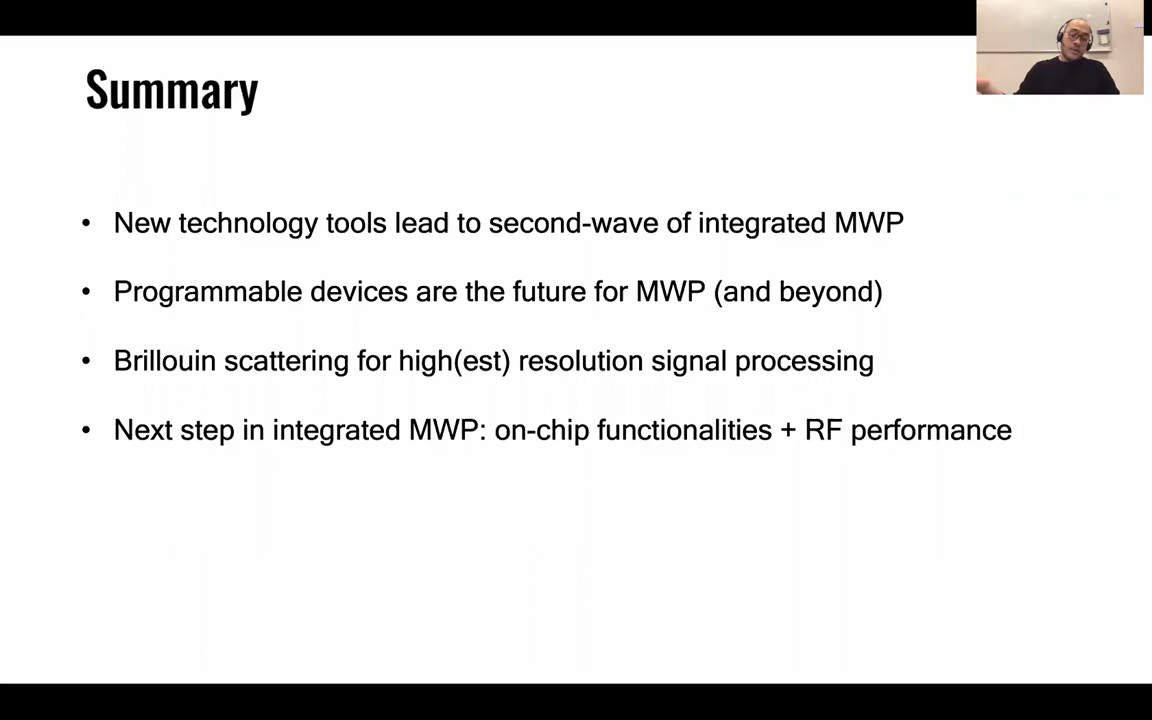 Summary
• New technology tools lead to second-wave of integrated MWP
• Programmable devices are the future for MWP (and beyond)
• Brillouin scattering for high(est) resolution signal processing
• Next step in integrated MWP: on-chip functionalities + RF performance